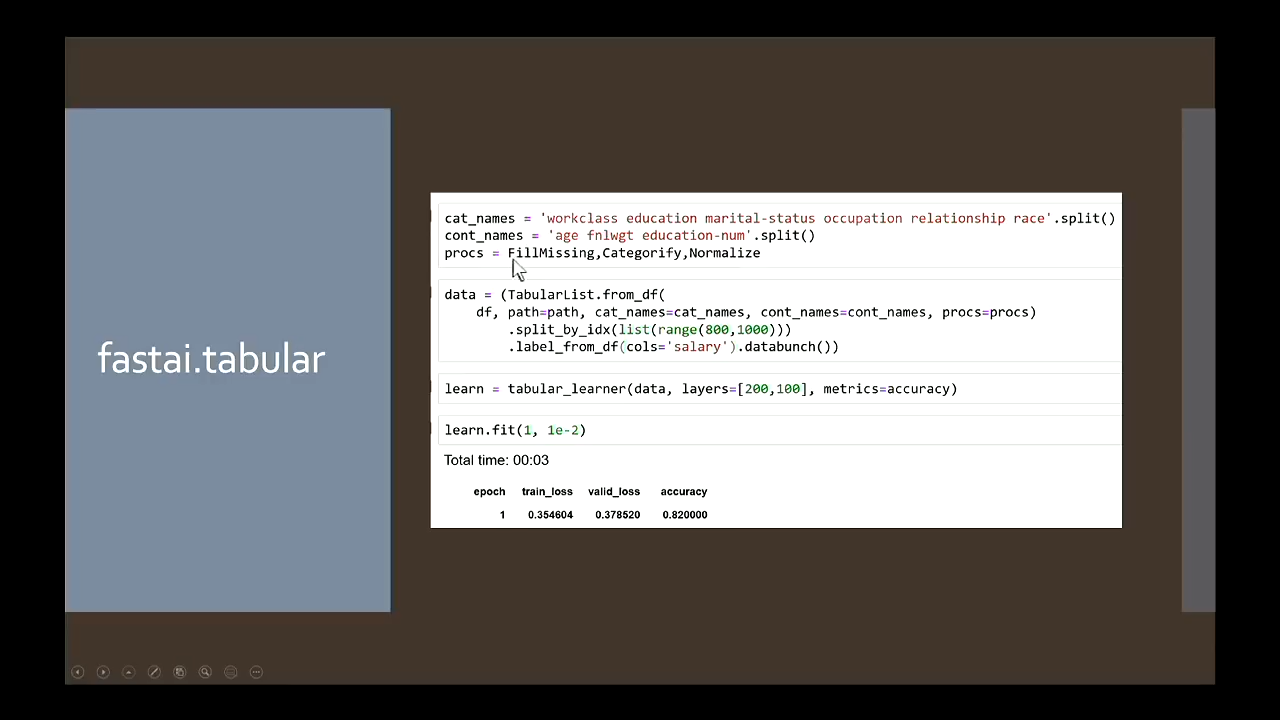 fastai.tabular
cat_names = 'workclass education marital-status occupation relationship race'.split()
cont_names = 'age fnlwgt education-num'.split()
procs = FillMissing,Categorify,Normalize
data = (TabularList.from_df(
df, path=path, cat_names=cat_names, cont_names=cont_names, procs=procs)
.split_by_idx(list(range(800,1000)))
.label_from_df(cols='salary').databunch())
learn = tabular_learner(data, layers=[200,100], metrics=accuracy)
learn.fit(1, 1e-2)
Total time: 00:03
epoch train_loss valid_loss accuracy
1 0.354604 0.378520 0.820000